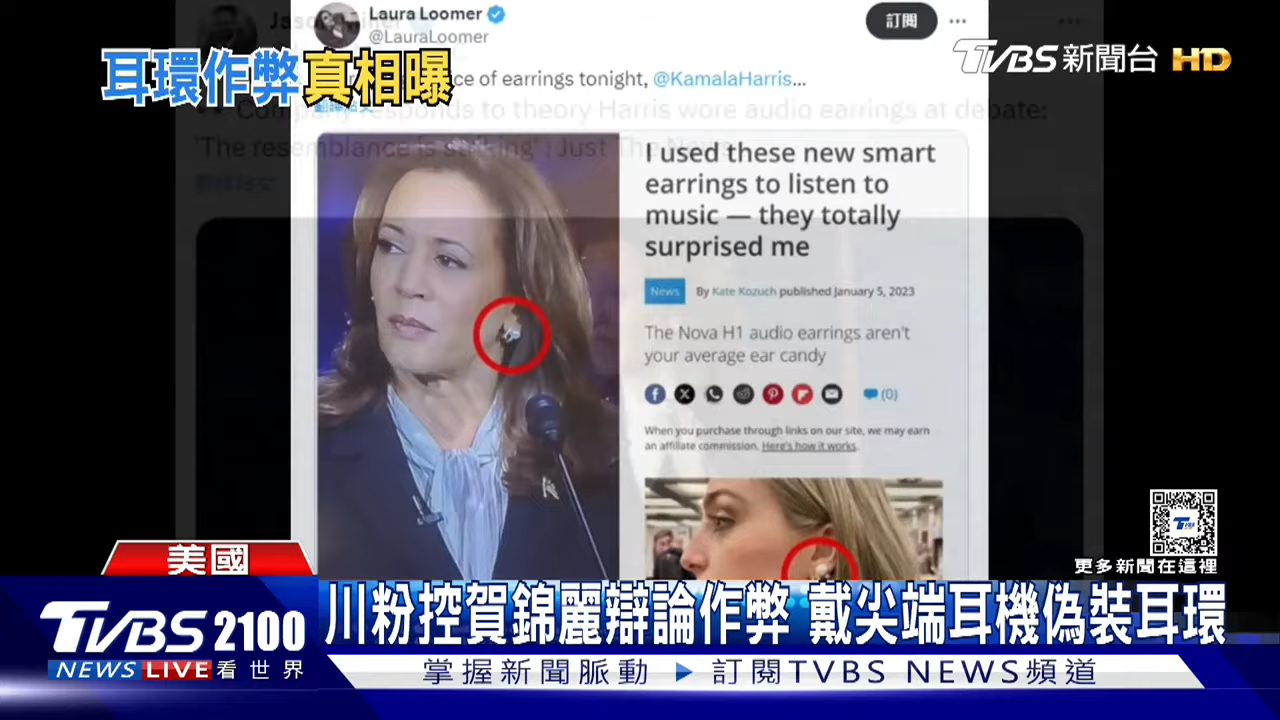 Laura Loomer
@LauraLoomer
訂閱
耳環作弊真相曝
TVBS新聞台 HD
ce of earrings tonight, @KamalaHarris...
Company responds to theory Harris wore audio earrings at debate:
'The resemblance is striking' | Just The News
I used these new smart
earrings to listen to
music — they totally
surprised me
News By Kate Kozuch published January 5, 2023
The Nova H1 audio earrings aren't
your average ear candy
(0)
When you purchase through links on our site, we may earn
an affiliate commission. Here's how it works.
TVBS
更多新聞在這裡
美國
川粉控賀錦麗辯論作弊 戴尖端耳機偽裝耳環
TVBS 2100
NEWS LIVE 看世界
掌握新聞脈動 ▶ 訂閱TVBS NEWS頻道